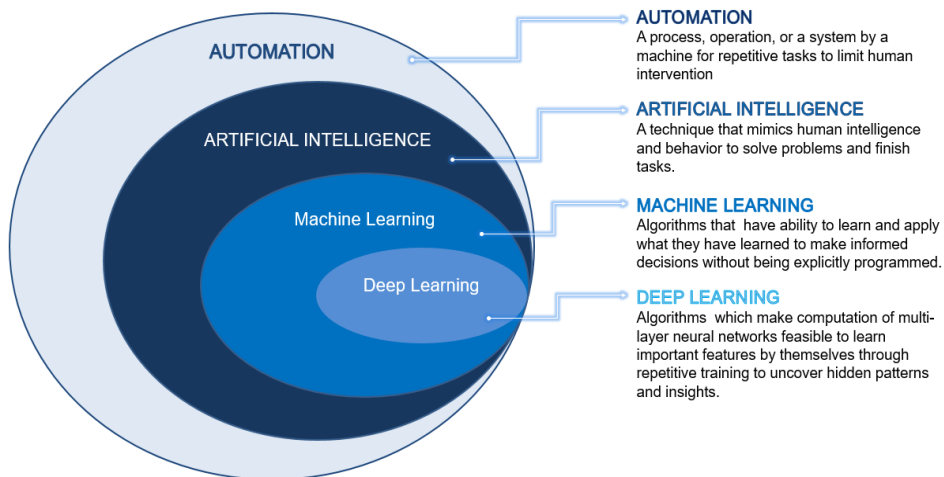 AUTOMATION
ARTIFICIAL INTELLIGENCE
Machine Learning
Deep Learning
AUTOMATION
A process, operation, or a system by a
machine for repetitive tasks to limit human
intervention
ARTIFICIAL INTELLIGENCE
A technique that mimics human intelligence
and behavior to solve problems and finish
tasks.
MACHINE LEARNING
Algorithms that have ability to learn and apply
what they have learned to make informed
decisions without being explicitly programmed.
DEEP LEARNING
Algorithms which make computation of multi-
layer neural networks feasible to learn
important features by themselves through
repetitive training to uncover hidden patterns
and insights.